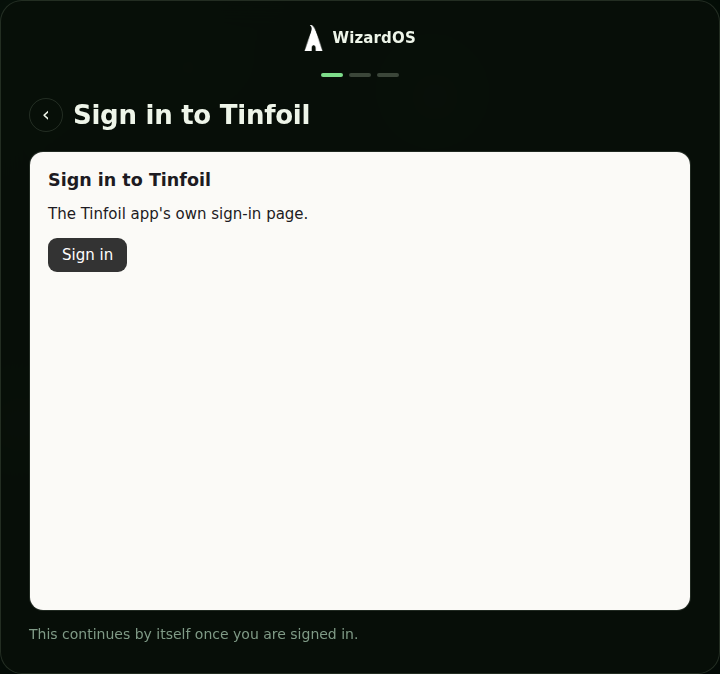 WizardOS
Sign in to Tinfoil
Sign in to Tinfoil
The Tinfoil app's own sign-in page.
Sign in
This continues by itself once you are signed in.